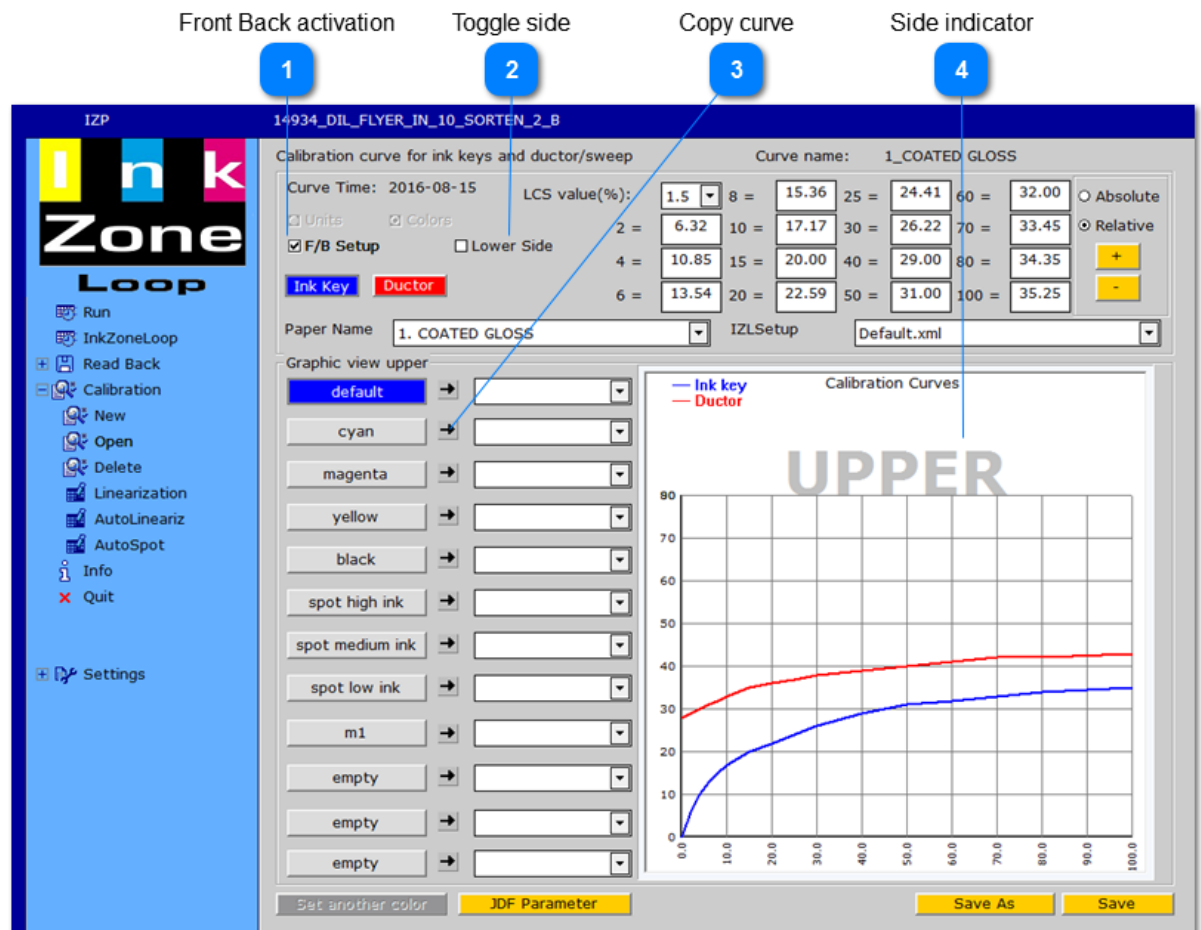 Front Back activation
Toggle side
Copy curve
Side indicator
1
2
3
4
IZP
14934_DIL_FLYER_IN_10_SORTEN_2_B
Ink
Zone
Loop
Run
InkZoneLoop
Read Back
Calibration
New
Open
Delete
Linearization
AutoLineariz
AutoSpot
Info
Quit
Settings
Calibration curve for ink keys and ductor/sweep
Curve name: 1_COATED GLOSS
Curve Time: 2016-08-15
LCS value(%):
1.5
8 = 15.36
25 = 24.41
60 = 32.00
Absolute
Units
Colors
2 = 6.32
10 = 17.17
30 = 26.22
70 = 33.45
Relative
F/B Setup
Lower Side
4 = 10.85
15 = 20.00
40 = 29.00
80 = 34.35
+
Ink Key
Ductor
6 = 13.54
20 = 22.59
50 = 31.00
100 = 35.25
-
Paper Name
1. COATED GLOSS
IZLSetup
Default.xml
Graphic view upper
default
cyan
magenta
yellow
black
spot high ink
spot medium ink
spot low ink
m1
empty
empty
empty
Ink key
Ductor
Calibration Curves
UPPER
80
70
60
50
40
30
20
10
0
0.0
10.0
20.0
30.0
40.0
50.0
60.0
70.0
80.0
90.0
100.0
Set another color
JDF Parameter
Save As
Save